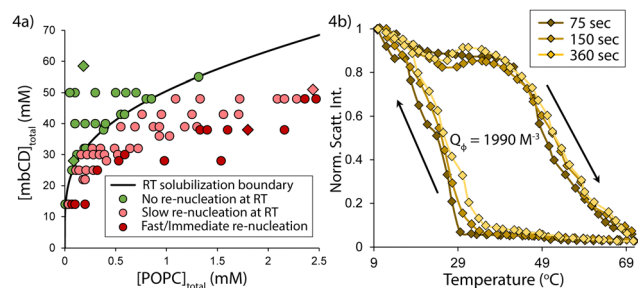 4a)
70
60
50
40
30
20
10
0
[mbCD]total (mM)
0 0.5 1 1.5 2 2.5
[POPC]total (mM)
RT solubilization boundary
No re-nucleation at RT
Slow re-nucleation at RT
Fast/Immediate re-nucleation
4b)
75 sec
150 sec
360 sec
1
0.8
0.6
0.4
0.2
0
Norm. Scatt. Int.
Qϕ = 1990 M⁻³
9 29 49 69
Temperature (°C)